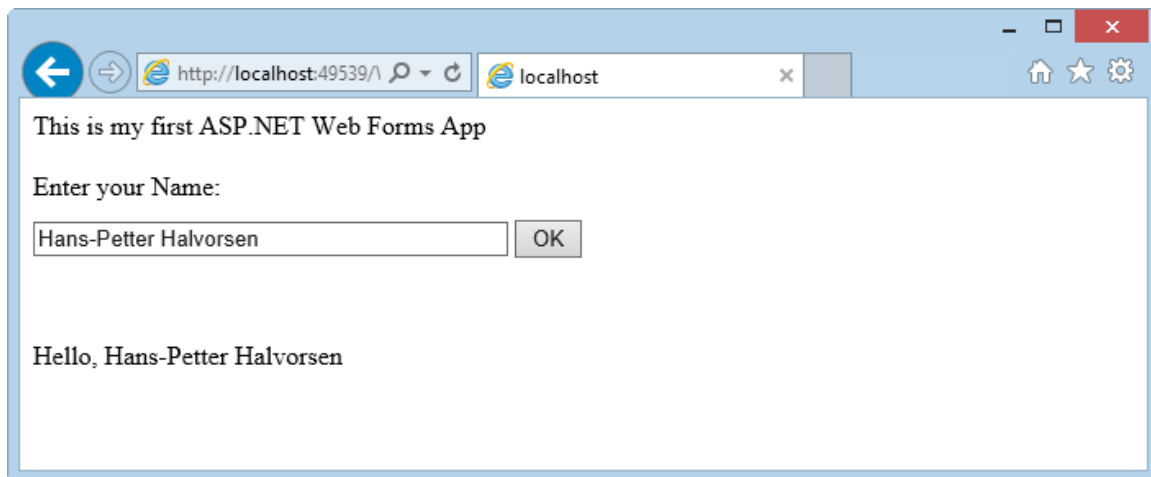 http://localhost:49539/\
localhost
This is my first ASP.NET Web Forms App
Enter your Name:
Hans-Petter Halvorsen OK
Hello, Hans-Petter Halvorsen